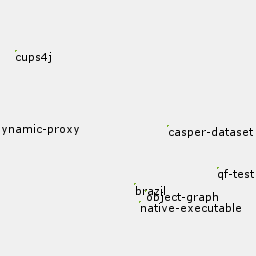 cups4j
ynamic-proxy
casper-dataset
qf-test
brazil
object-graph
native-executable